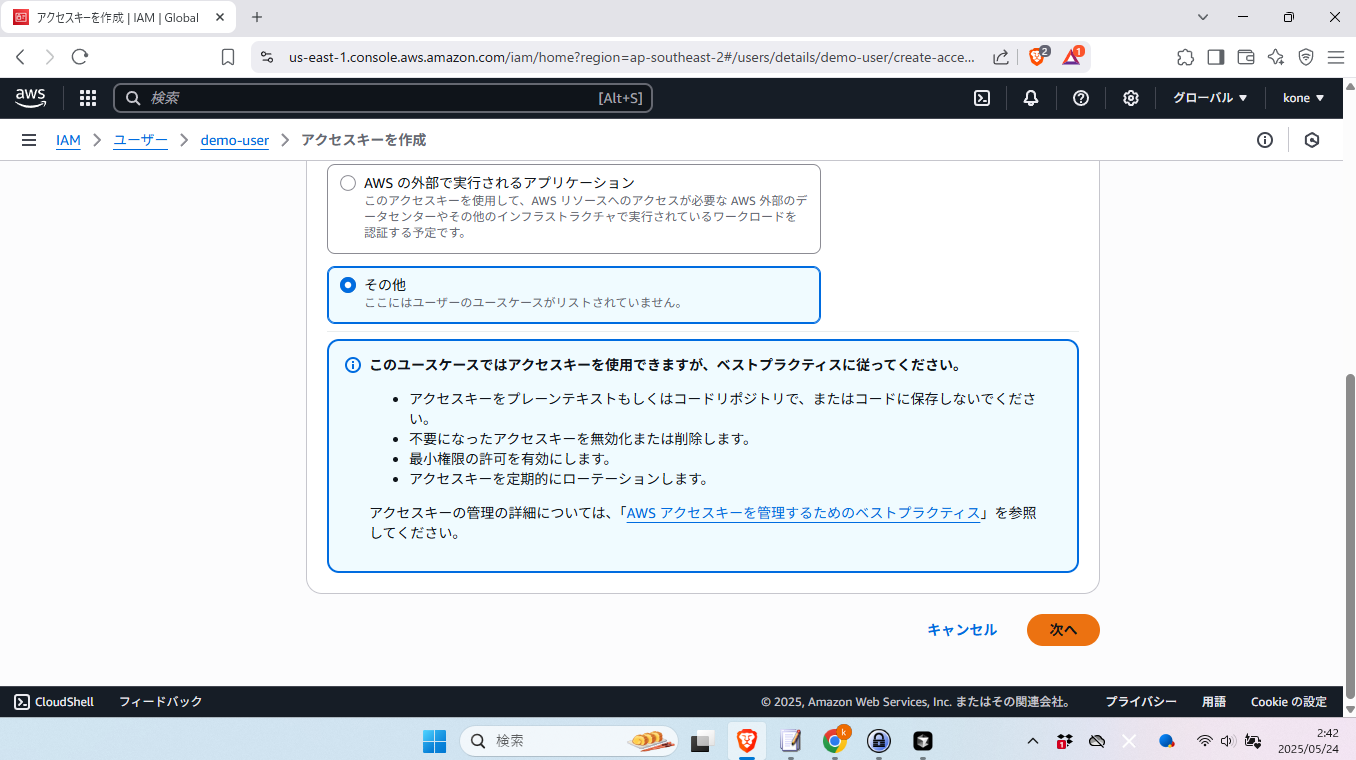 アクセスキーを作成 | IAM | Global
us-east-1.console.aws.amazon.com/iam/home?region=ap-southeast-2#/users/details/demo-user/create-acce...
2
1
aws
検索
[Alt+S]
グローバル
kone
IAM
ユーザー
demo-user
アクセスキーを作成
AWS の外部で実行されるアプリケーション
このアクセスキーを使用して、AWS リソースへのアクセスが必要な AWS 外部のデ
ータセンターやその他のインフラストラクチャで実行されているワークロードを
認証する予定です。
その他
ここにはユーザーのユースケースがリストされていません。
このユースケースではアクセスキーを使用できますが、ベストプラクティスに従ってください。
アクセスキーをプレーンテキストもしくはコードリポジトリで、またはコードに保存しないでくださ
い。
不要になったアクセスキーを無効化または削除します。
最小権限の許可を有効にします。
アクセスキーを定期的にローテーションします。
アクセスキーの管理の詳細については、「AWS アクセスキーを管理するためのベストプラクティス」を参照
してください。
キャンセル
次へ
CloudShell
フィードバック
© 2025, Amazon Web Services, Inc. またはその関連会社。
プライバシー
用語
Cookie の設定
検索
k
1
2:42
2025/05/24